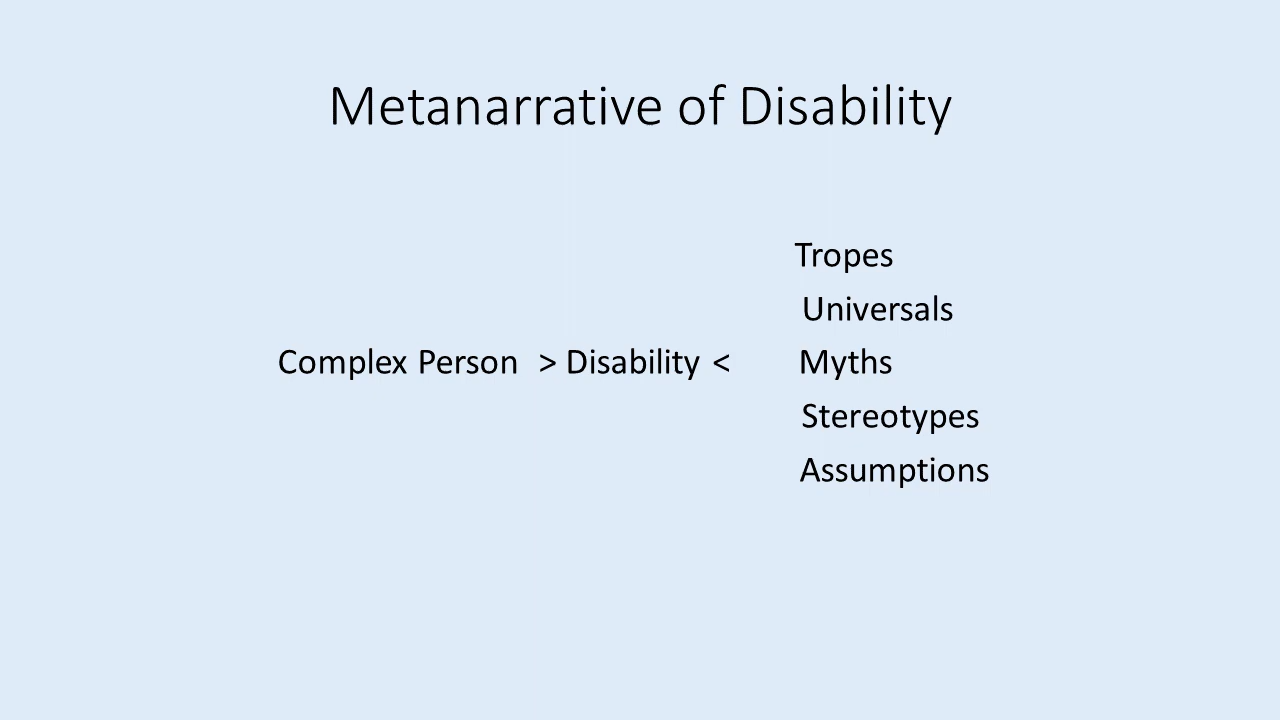 Metanarrative of Disability
Tropes
Universals
Complex Person > Disability < Myths
Stereotypes
Assumptions